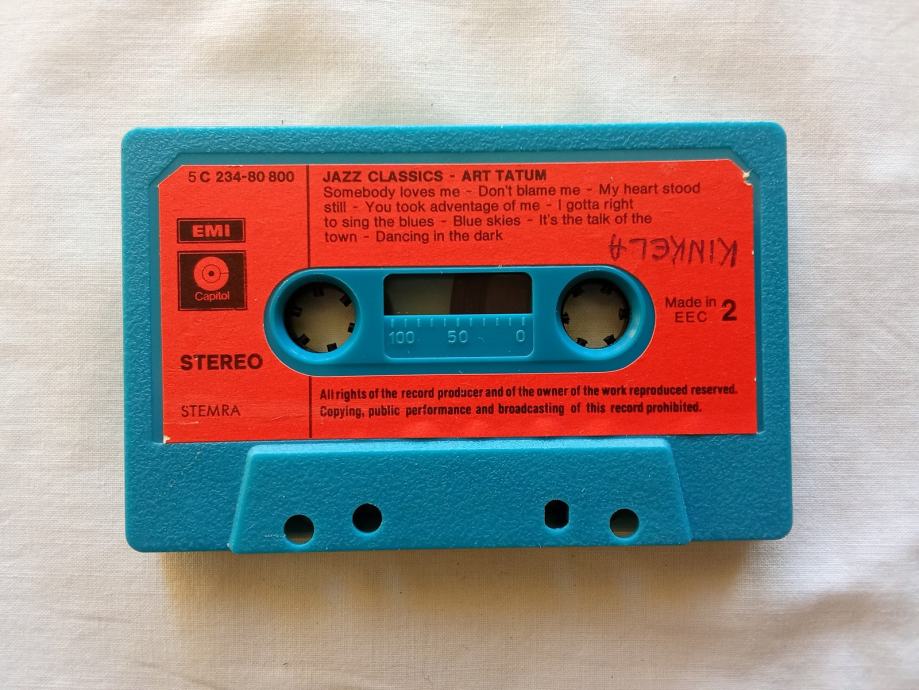 5 C 234-80 800
EMI
Capitol
STEREO
STEMRA
JAZZ CLASSICS - ART TATUM
Somebody loves me - Don't blame me - My heart stood
still - You took adventage of me - I gotta right
to sing the blues - Blue skies - It's the talk of the
town - Dancing in the dark
KINKELA
Made in
EEC 2
100 50 0
All rights of the record producer and of the owner of the work reproduced reserved.
Copying, public performance and broadcasting of this record prohibited.